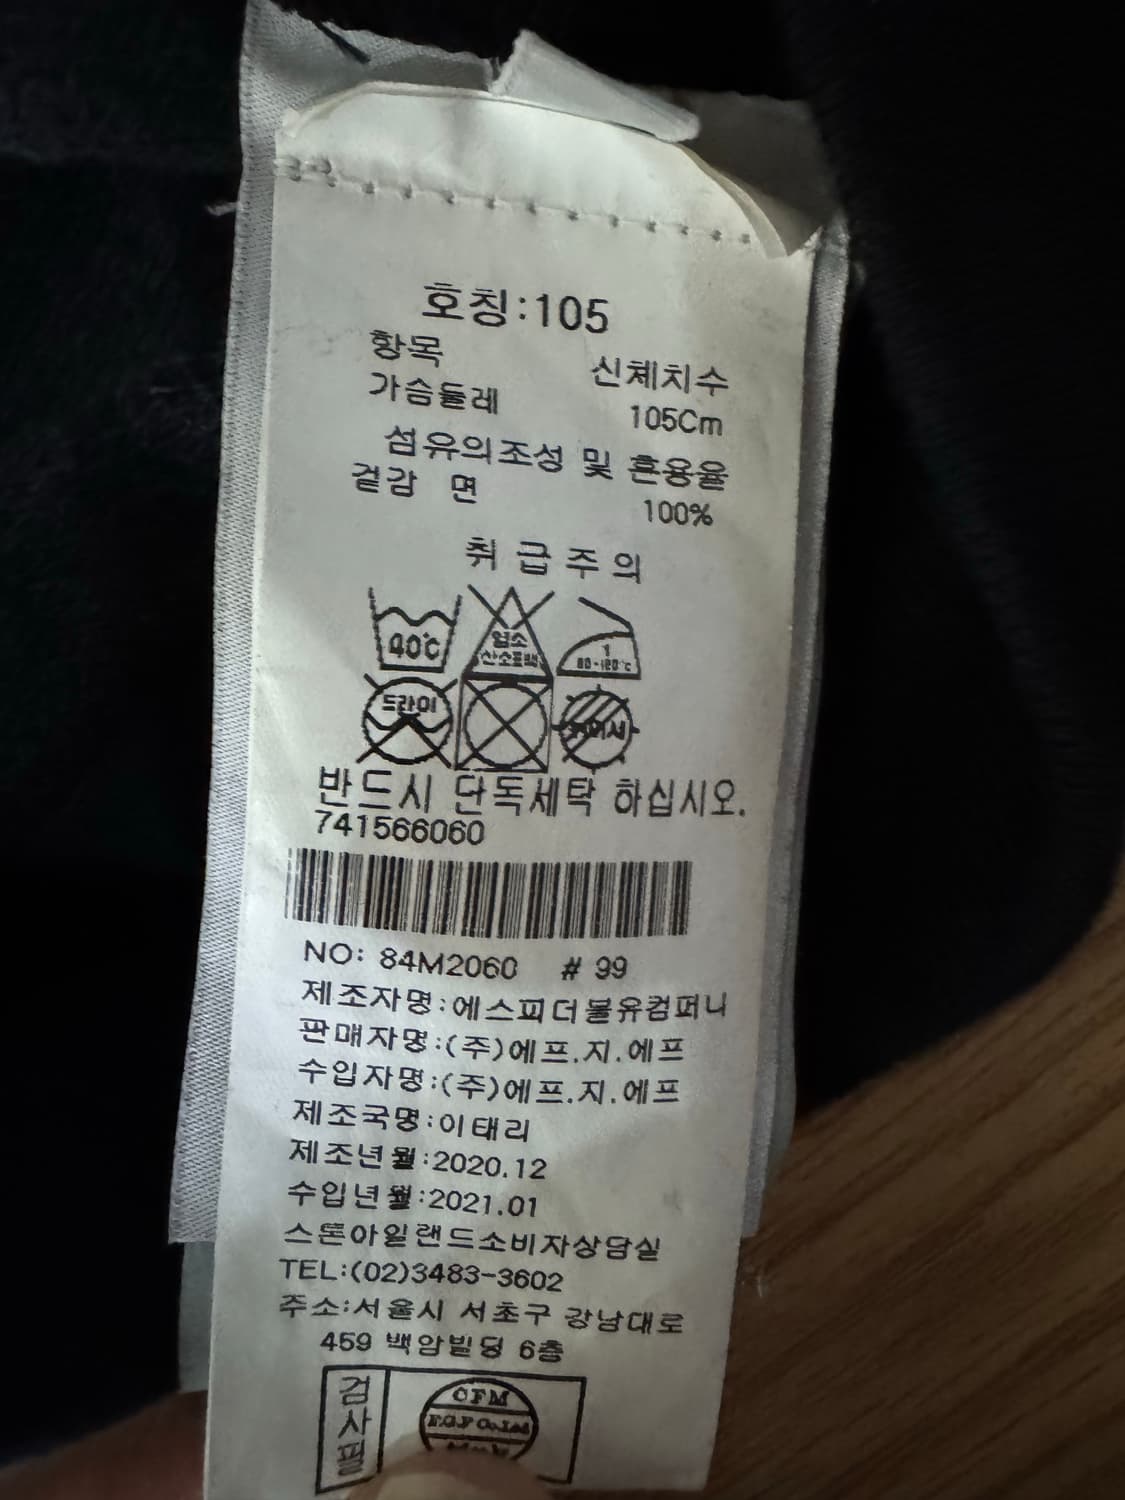 호칭:105
항목 신체치수
가슴둘레 105Cm
섬유의조성 및 혼용율
겉감 면 100%
취급주의
40℃
염소
산소표백
1
80~120℃
드라이
반드시 단독세탁 하십시오.
741566060
NO: 84M2060 # 99
제조자명:에스피더블유컴퍼니
판매자명:(주)에프.지.에프
수입자명:(주)에프.지.에프
제조국명:이태리
제조년월:2020.12
수입년월:2021.01
스톤아일랜드소비자상담실
TEL:(02)3483-3602
주소:서울시 서초구 강남대로
459 백암빌딩 6층
검사필
CFM
F.G.F Co.Ltd